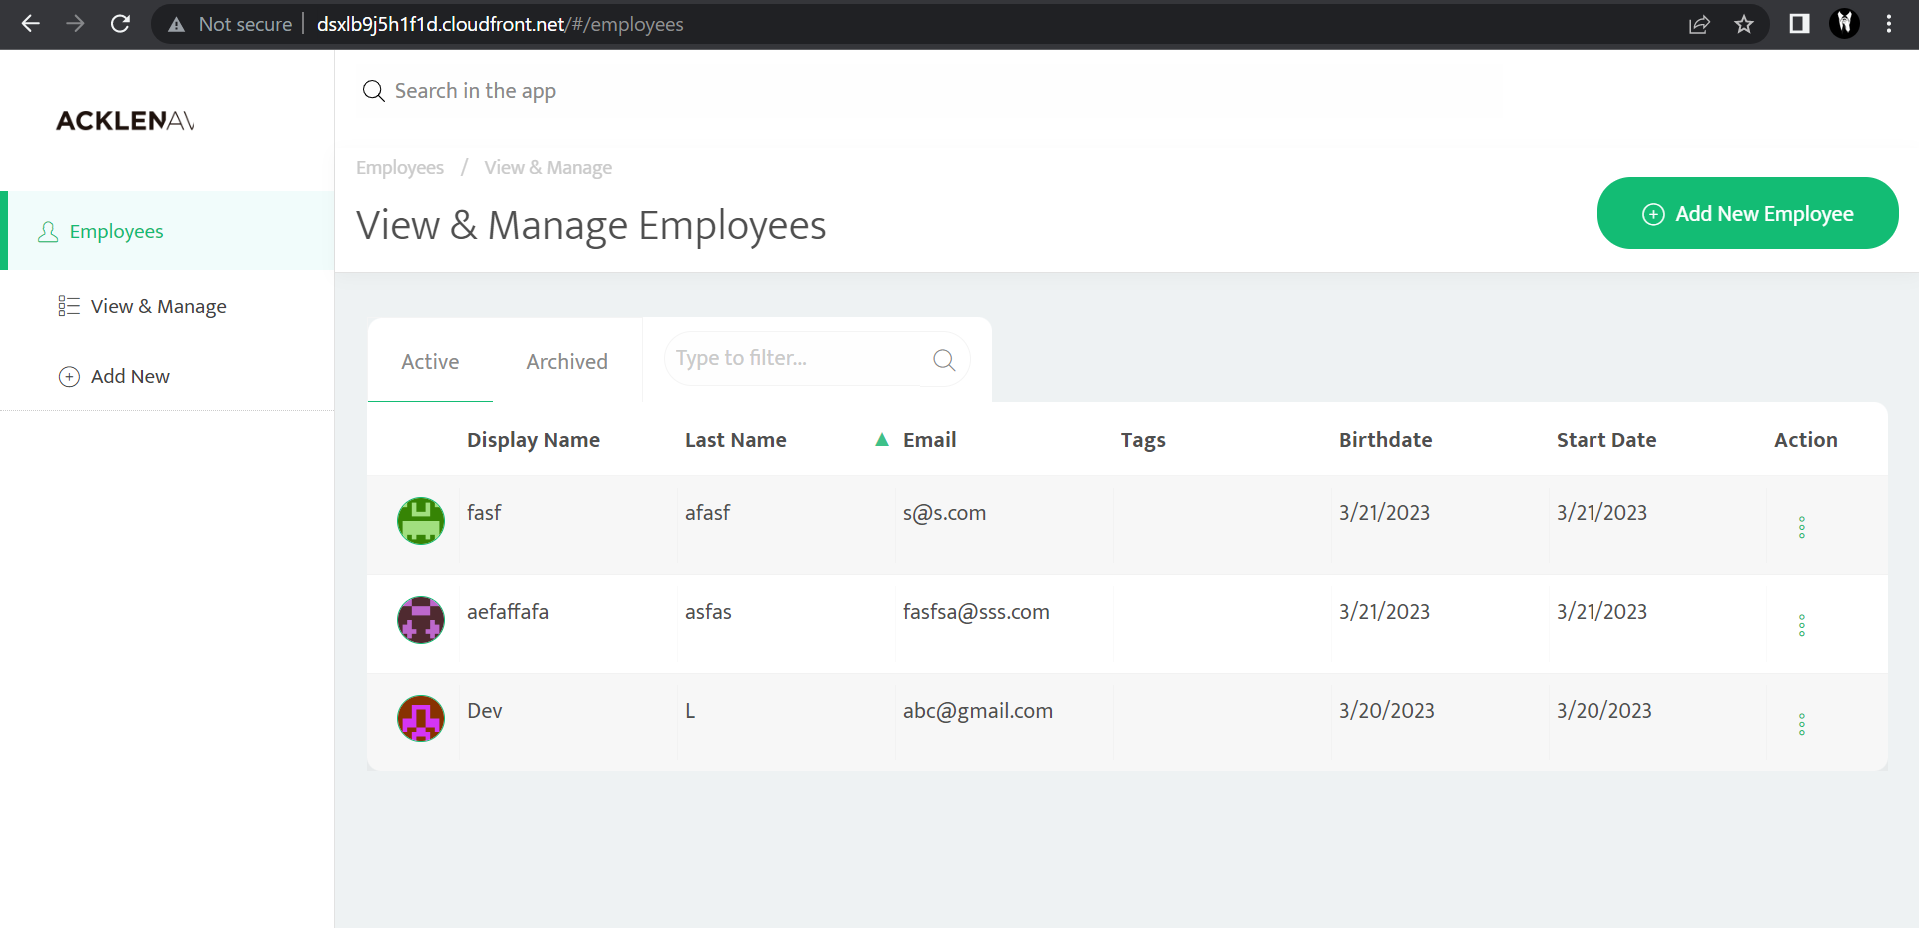 Not secure dsxlb9j5h1f1d.cloudfront.net/#/employees
Search in the app
ACKLENAV
Employees / View & Manage
View & Manage Employees
Add New Employee
Employees
View & Manage
Add New
Active Archived Type to filter...
Display Name Last Name ▲ Email Tags Birthdate Start Date Action
fasf afasf s@s.com 3/21/2023 3/21/2023
aefaffafa asfas fasfsa@sss.com 3/21/2023 3/21/2023
Dev L abc@gmail.com 3/20/2023 3/20/2023